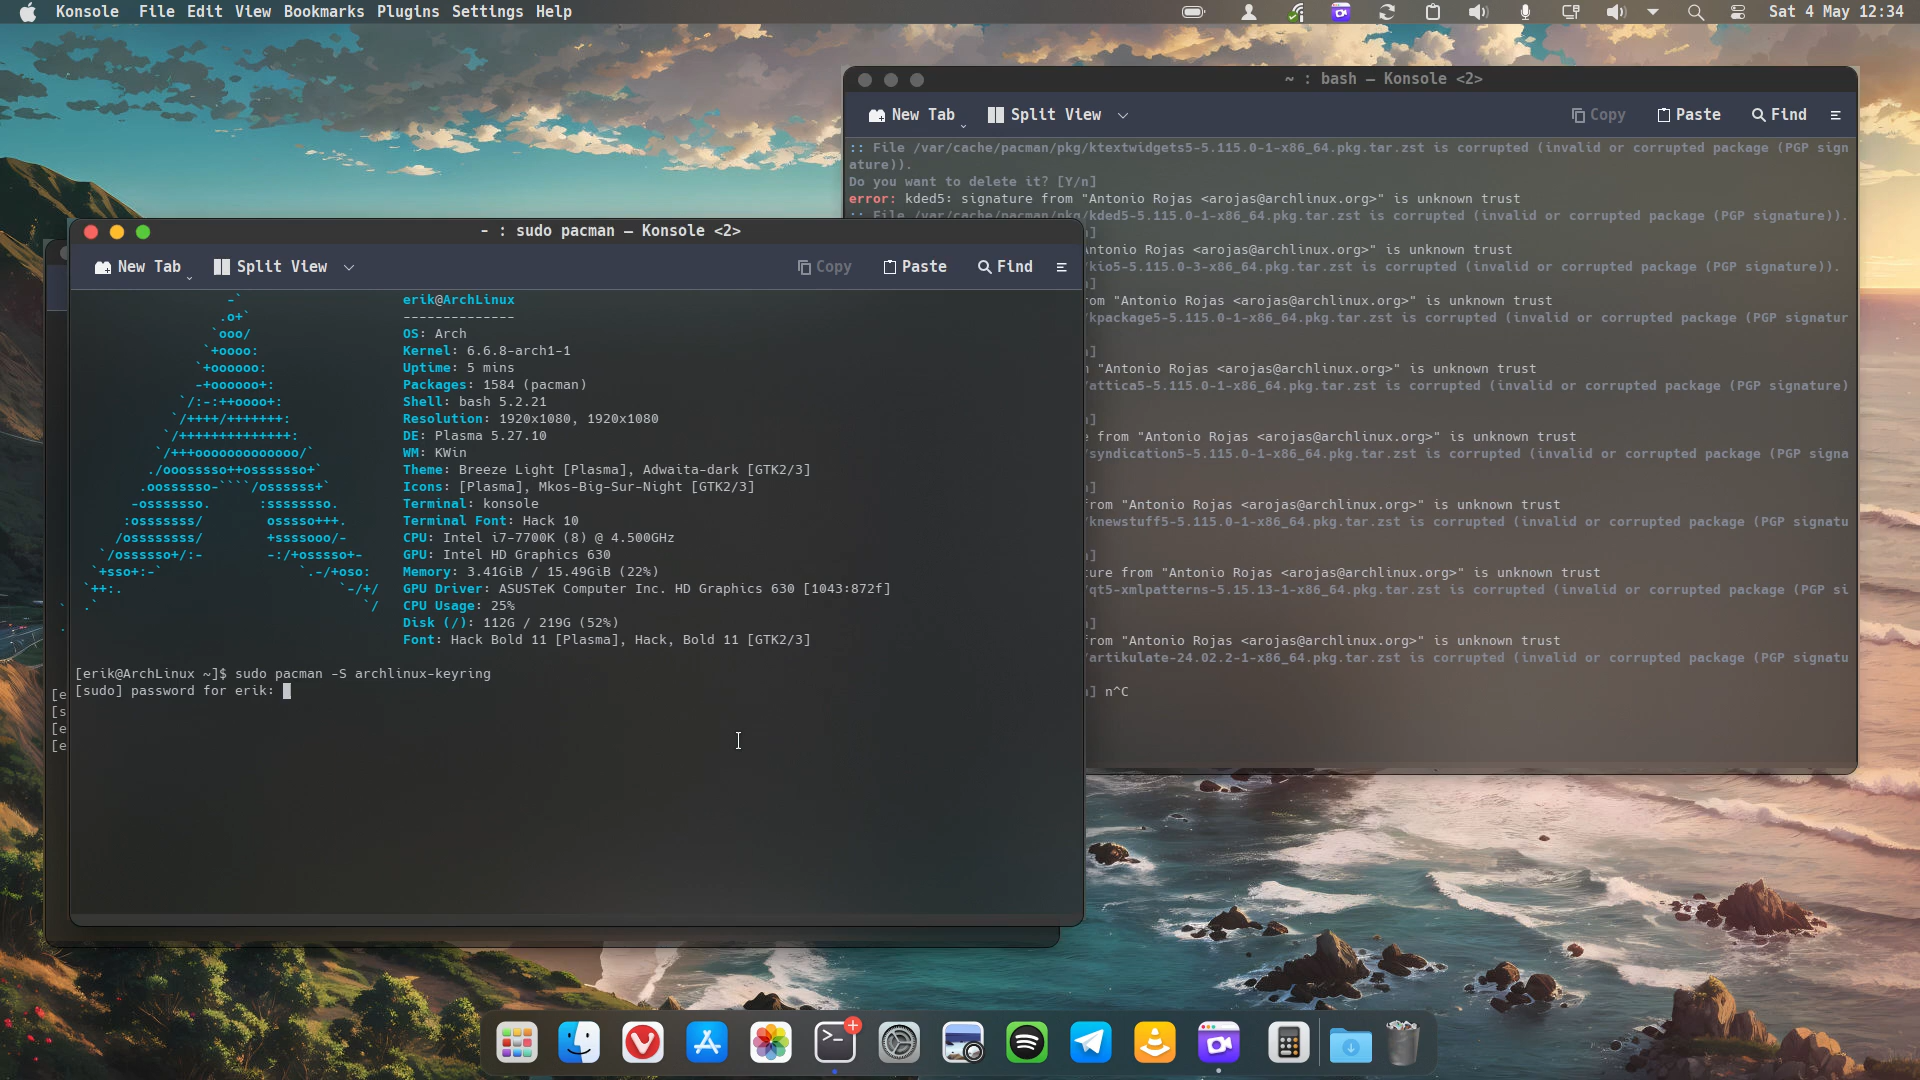 Konsole File Edit View Bookmarks Plugins Settings Help
Sat 4 May 12:34
~ : bash — Konsole <2>
New Tab Split View Copy Paste Find
:: File /var/cache/pacman/pkg/ktextwidgets5-5.115.0-1-x86_64.pkg.tar.zst is corrupted (invalid or corrupted package (PGP sign
ature)).
Do you want to delete it? [Y/n]
error: kded5: signature from "Antonio Rojas <arojas@archlinux.org>" is unknown trust
:: File /var/cache/pacman/pkg/kded5-5.115.0-1-x86_64.pkg.tar.zst is corrupted (invalid or corrupted package (PGP signature)).
]
ntonio Rojas <arojas@archlinux.org>" is unknown trust
/kio5-5.115.0-3-x86_64.pkg.tar.zst is corrupted (invalid or corrupted package (PGP signature)).
]
om "Antonio Rojas <arojas@archlinux.org>" is unknown trust
/kpackage5-5.115.0-1-x86_64.pkg.tar.zst is corrupted (invalid or corrupted package (PGP signatur
]
"Antonio Rojas <arojas@archlinux.org>" is unknown trust
/attica5-5.115.0-1-x86_64.pkg.tar.zst is corrupted (invalid or corrupted package (PGP signature)
]
from "Antonio Rojas <arojas@archlinux.org>" is unknown trust
/syndication5-5.115.0-1-x86_64.pkg.tar.zst is corrupted (invalid or corrupted package (PGP signa
]
from "Antonio Rojas <arojas@archlinux.org>" is unknown trust
/knewstuff5-5.115.0-1-x86_64.pkg.tar.zst is corrupted (invalid or corrupted package (PGP signatu
]
ture from "Antonio Rojas <arojas@archlinux.org>" is unknown trust
/qt5-xmlpatterns-5.15.13-1-x86_64.pkg.tar.zst is corrupted (invalid or corrupted package (PGP si
]
from "Antonio Rojas <arojas@archlinux.org>" is unknown trust
/artikulate-24.02.2-1-x86_64.pkg.tar.zst is corrupted (invalid or corrupted package (PGP signatu
] n^C
~ : sudo pacman — Konsole <2>
New Tab Split View Copy Paste Find
erik@ArchLinux
--------------
OS: Arch
Kernel: 6.6.8-arch1-1
Uptime: 5 mins
Packages: 1584 (pacman)
Shell: bash 5.2.21
Resolution: 1920x1080, 1920x1080
DE: Plasma 5.27.10
WM: KWin
Theme: Breeze Light [Plasma], Adwaita-dark [GTK2/3]
Icons: [Plasma], Mkos-Big-Sur-Night [GTK2/3]
Terminal: konsole
Terminal Font: Hack 10
CPU: Intel i7-7700K (8) @ 4.500GHz
GPU: Intel HD Graphics 630
Memory: 3.41GiB / 15.49GiB (22%)
GPU Driver: ASUSTeK Computer Inc. HD Graphics 630 [1043:872f]
CPU Usage: 25%
Disk (/): 112G / 219G (52%)
Font: Hack Bold 11 [Plasma], Hack, Bold 11 [GTK2/3]
[erik@ArchLinux ~]$ sudo pacman -S archlinux-keyring
[sudo] password for erik:
[e
[s
[e
[e